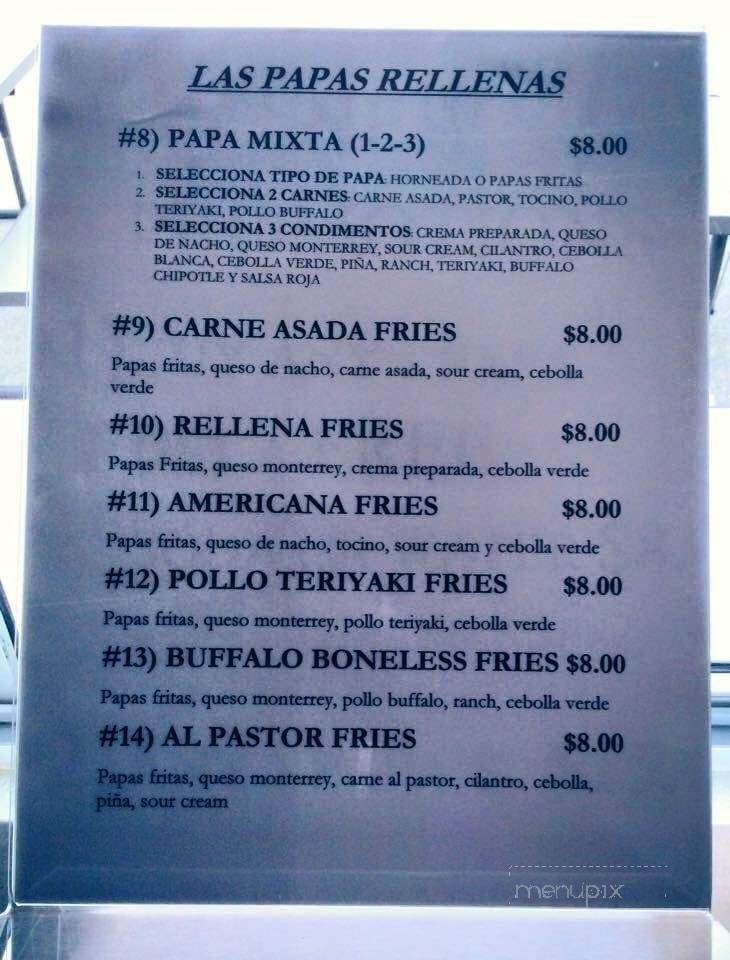 LAS PAPAS RELLENAS
#8) PAPA MIXTA (1-2-3) $8.00
1. SELECCIONA TIPO DE PAPA: HORNEADA O PAPAS FRITAS
2. SELECCIONA 2 CARNES: CARNE ASADA, PASTOR, TOCINO, POLLO
TERIYAKI, POLLO BUFFALO
3. SELECCIONA 3 CONDIMENTOS: CREMA PREPARADA, QUESO
DE NACHO, QUESO MONTERREY, SOUR CREAM, CILANTRO, CEBOLLA
BLANCA, CEBOLLA VERDE, PIÑA, RANCH, TERIYAKI, BUFFALO
CHIPOTLE Y SALSA ROJA
#9) CARNE ASADA FRIES $8.00
Papas fritas, queso de nacho, carne asada, sour cream, cebolla
verde
#10) RELLENA FRIES $8.00
Papas Fritas, queso monterrey, crema preparada, cebolla verde
#11) AMERICANA FRIES $8.00
Papas fritas, queso de nacho, tocino, sour cream y cebolla verde
#12) POLLO TERIYAKI FRIES $8.00
Papas fritas, queso monterrey, pollo teriyaki, cebolla verde
#13) BUFFALO BONELESS FRIES $8.00
Papas fritas, queso monterrey, pollo buffalo, ranch, cebolla verde
#14) AL PASTOR FRIES $8.00
Papas fritas, queso monterrey, carne al pastor, cilantro, cebolla,
piña, sour cream
menupix